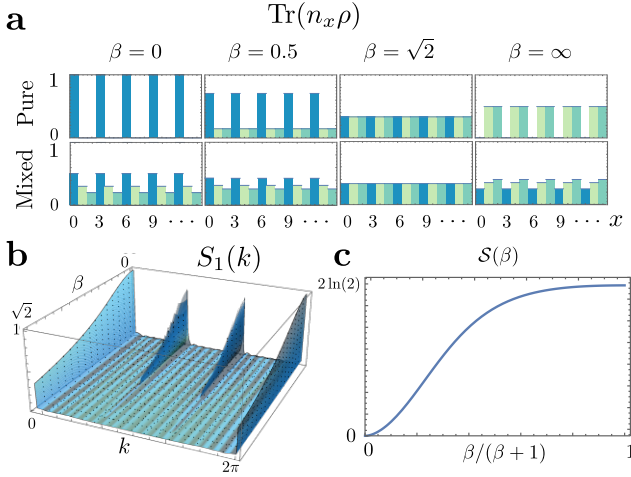 a
Tr(n_xρ)
β = 0
β = 0.5
β = √2
β = ∞
Pure
1
0
Mixed
1
0
0 3 6 9 ···
0 3 6 9 ···
0 3 6 9 ···
0 3 6 9 ··· x
b
S₁(k)
0
β
√2
1
0
k
2π
c
𝒮(β)
2 ln(2)
0
0
β/(β + 1)
1